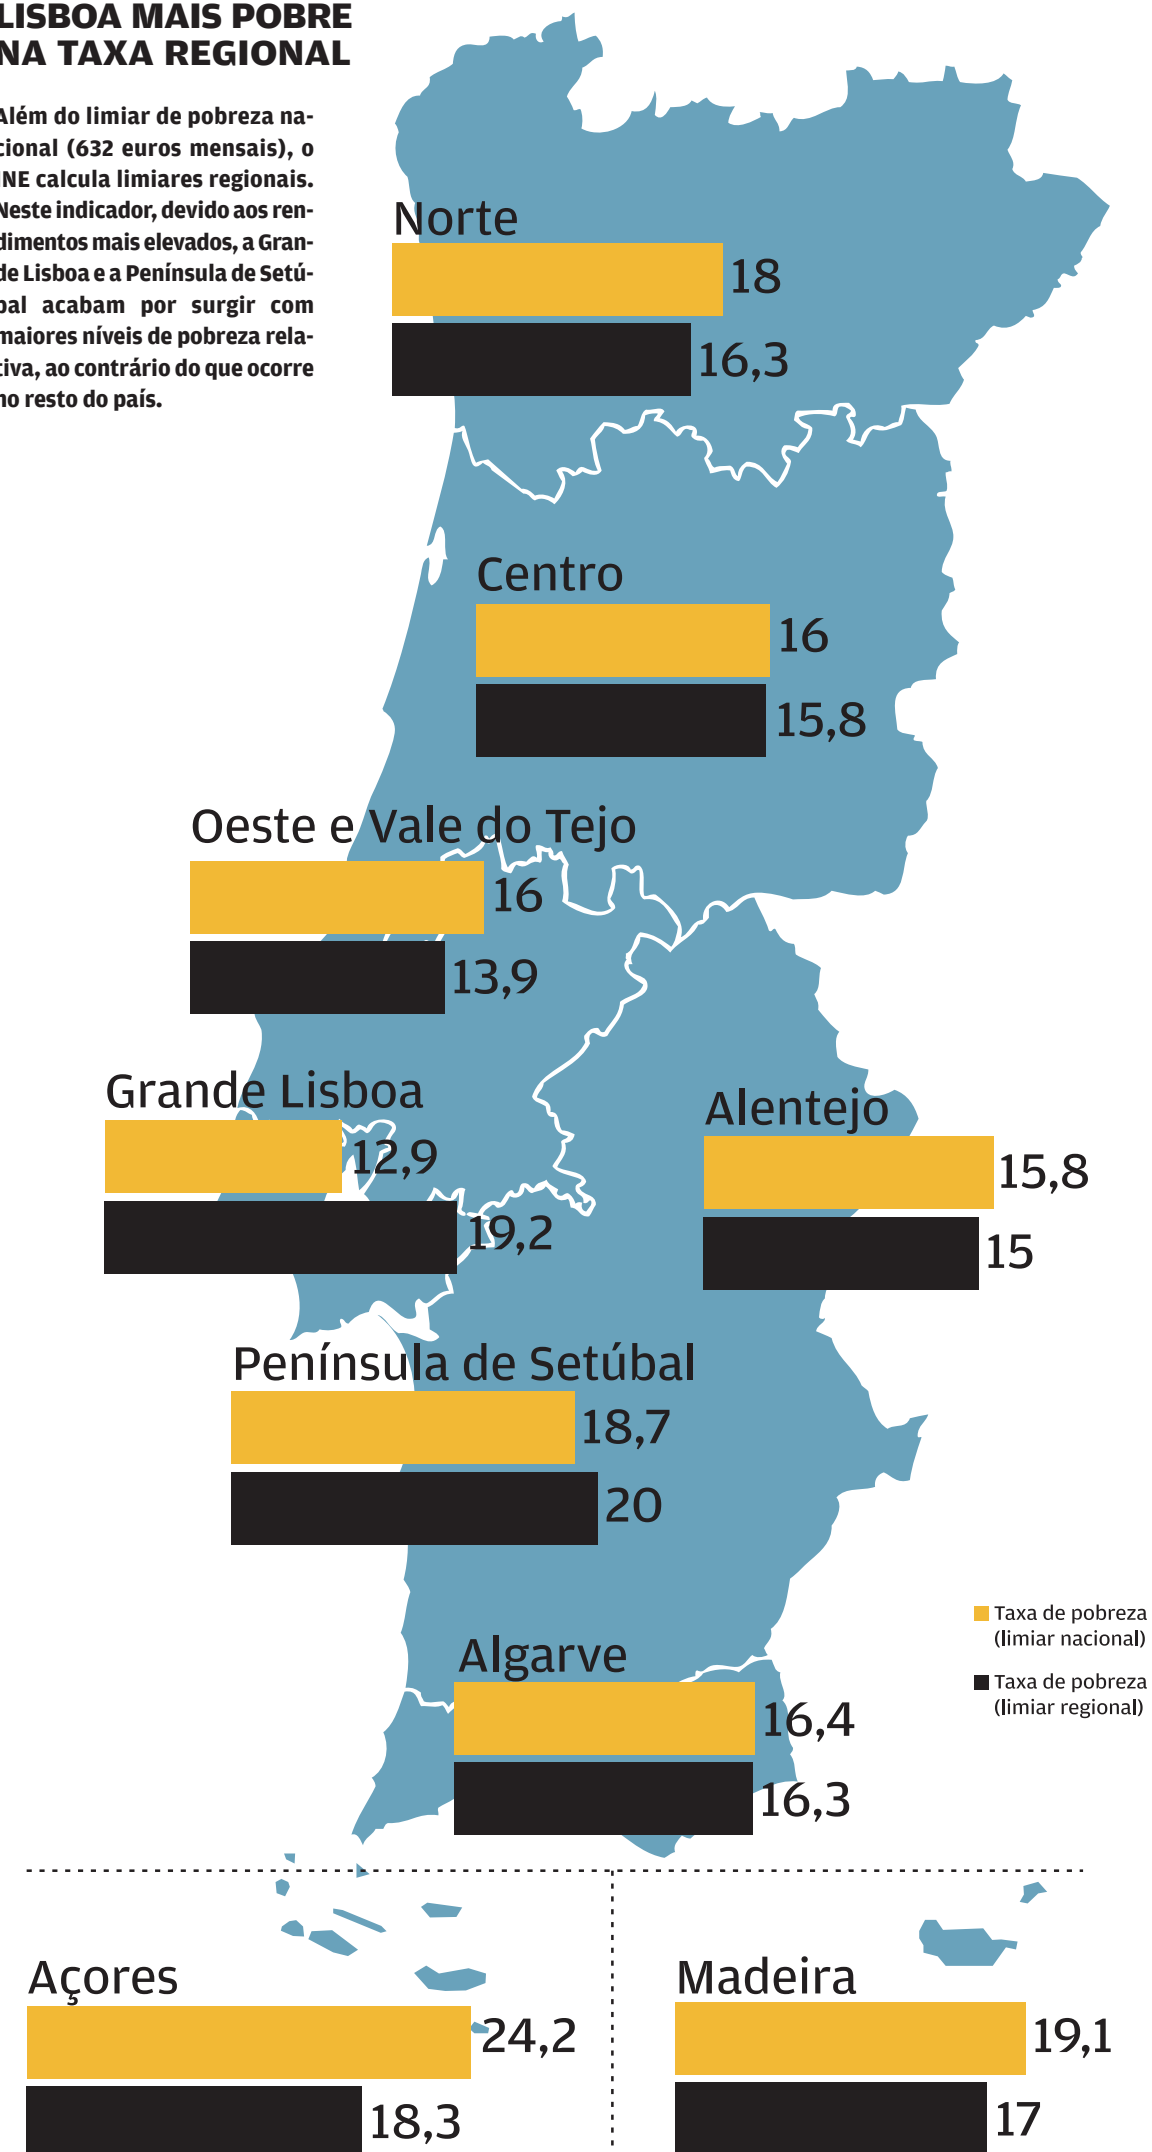 LISBOA MAIS POBRE
NA TAXA REGIONAL
Além do limiar de pobreza na-
cional (632 euros mensais), o
INE calcula limiares regionais.
Neste indicador, devido aos ren-
dimentos mais elevados, a Gran-
de Lisboa e a Península de Setú-
bal acabam por surgir com
maiores níveis de pobreza rela-
tiva, ao contrário do que ocorre
no resto do país.
Norte
18
16,3
Centro
16
15,8
Oeste e Vale do Tejo
16
13,9
Grande Lisboa
12,9
19,2
Alentejo
15,8
15
Península de Setúbal
18,7
20
Taxa de pobreza
(limiar nacional)
Taxa de pobreza
(limiar regional)
Algarve
16,4
16,3
Açores
24,2
18,3
Madeira
19,1
17